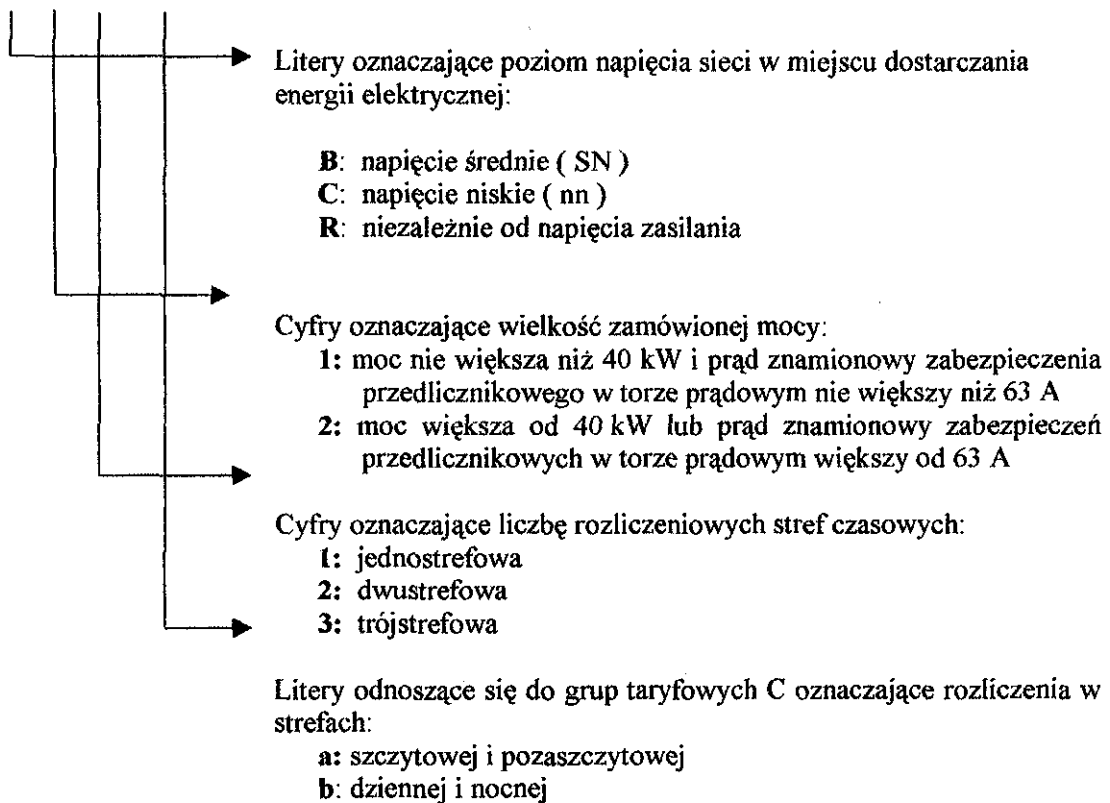 Litery oznaczające poziom napięcia sieci w miejscu dostarczania
energii elektrycznej:
B: napięcie średnie ( SN )
C: napięcie niskie ( nn )
R: niezależnie od napięcia zasilania
Cyfry oznaczające wielkość zamówionej mocy:
1: moc nie większa niż 40 kW i prąd znamionowy zabezpieczenia
przedlicznikowego w torze prądowym nie większy niż 63 A
2: moc większa od 40 kW lub prąd znamionowy zabezpieczeń
przedlicznikowych w torze prądowym większy od 63 A
Cyfry oznaczające liczbę rozliczeniowych stref czasowych:
1: jednostrefowa
2: dwustrefowa
3: trójstrefowa
Litery odnoszące się do grup taryfowych C oznaczające rozliczenia w
strefach:
a: szczytowej i pozaszczytowej
b: dziennej i nocnej